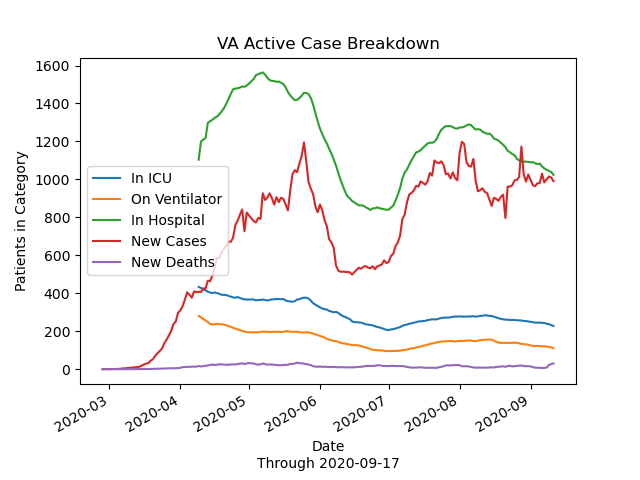 VA Active Case Breakdown
Patients in Category
1600
1400
1200
1000
800
600
400
200
0
In ICU
On Ventilator
In Hospital
New Cases
New Deaths
2020-03
2020-04
2020-05
2020-06
2020-07
2020-08
2020-09
Date
Through 2020-09-17